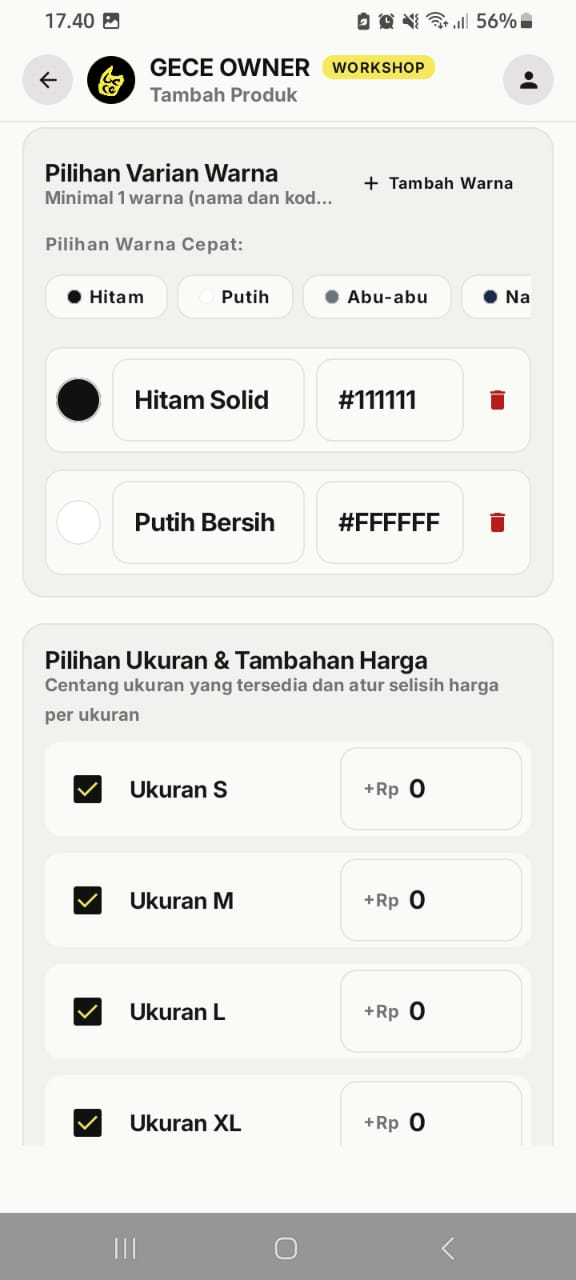 17.40
56%
GECE OWNER WORKSHOP
Tambah Produk
Pilihan Varian Warna
Minimal 1 warna (nama dan kod...
+ Tambah Warna
Pilihan Warna Cepat:
Hitam Putih Abu-abu Na
Hitam Solid #111111
Putih Bersih #FFFFFF
Pilihan Ukuran & Tambahan Harga
Centang ukuran yang tersedia dan atur selisih harga
per ukuran
Ukuran S +Rp 0
Ukuran M +Rp 0
Ukuran L +Rp 0
Ukuran XL +Rp 0